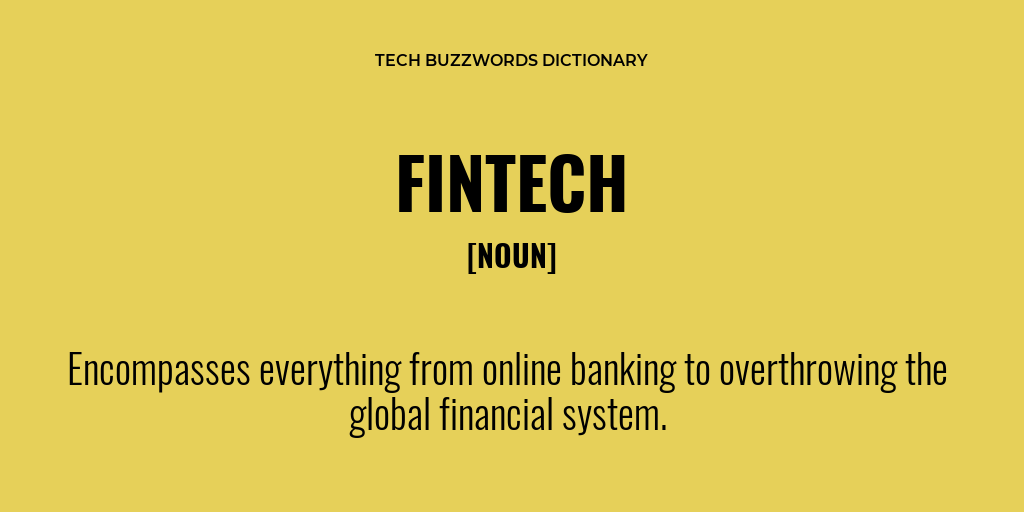 TECH BUZZWORDS DICTIONARY
FINTECH
[NOUN]
Encompasses everything from online banking to overthrowing the
global financial system.